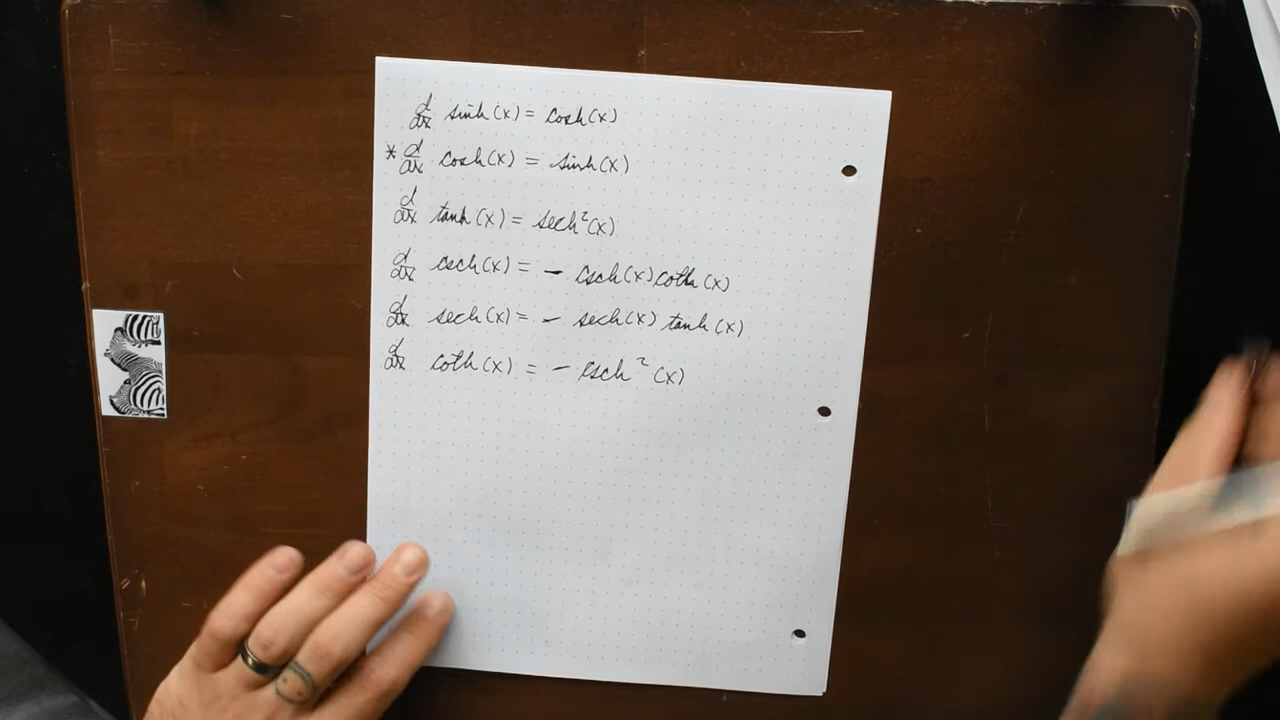 d/dx sinh(x) = cosh(x)
* d/dx cosh(x) = sinh(x)
d/dx tanh(x) = sech²(x)
d/dx csch(x) = - csch(x) coth(x)
d/dx sech(x) = - sech(x) tanh(x)
d/dx coth(x) = - csch²(x)